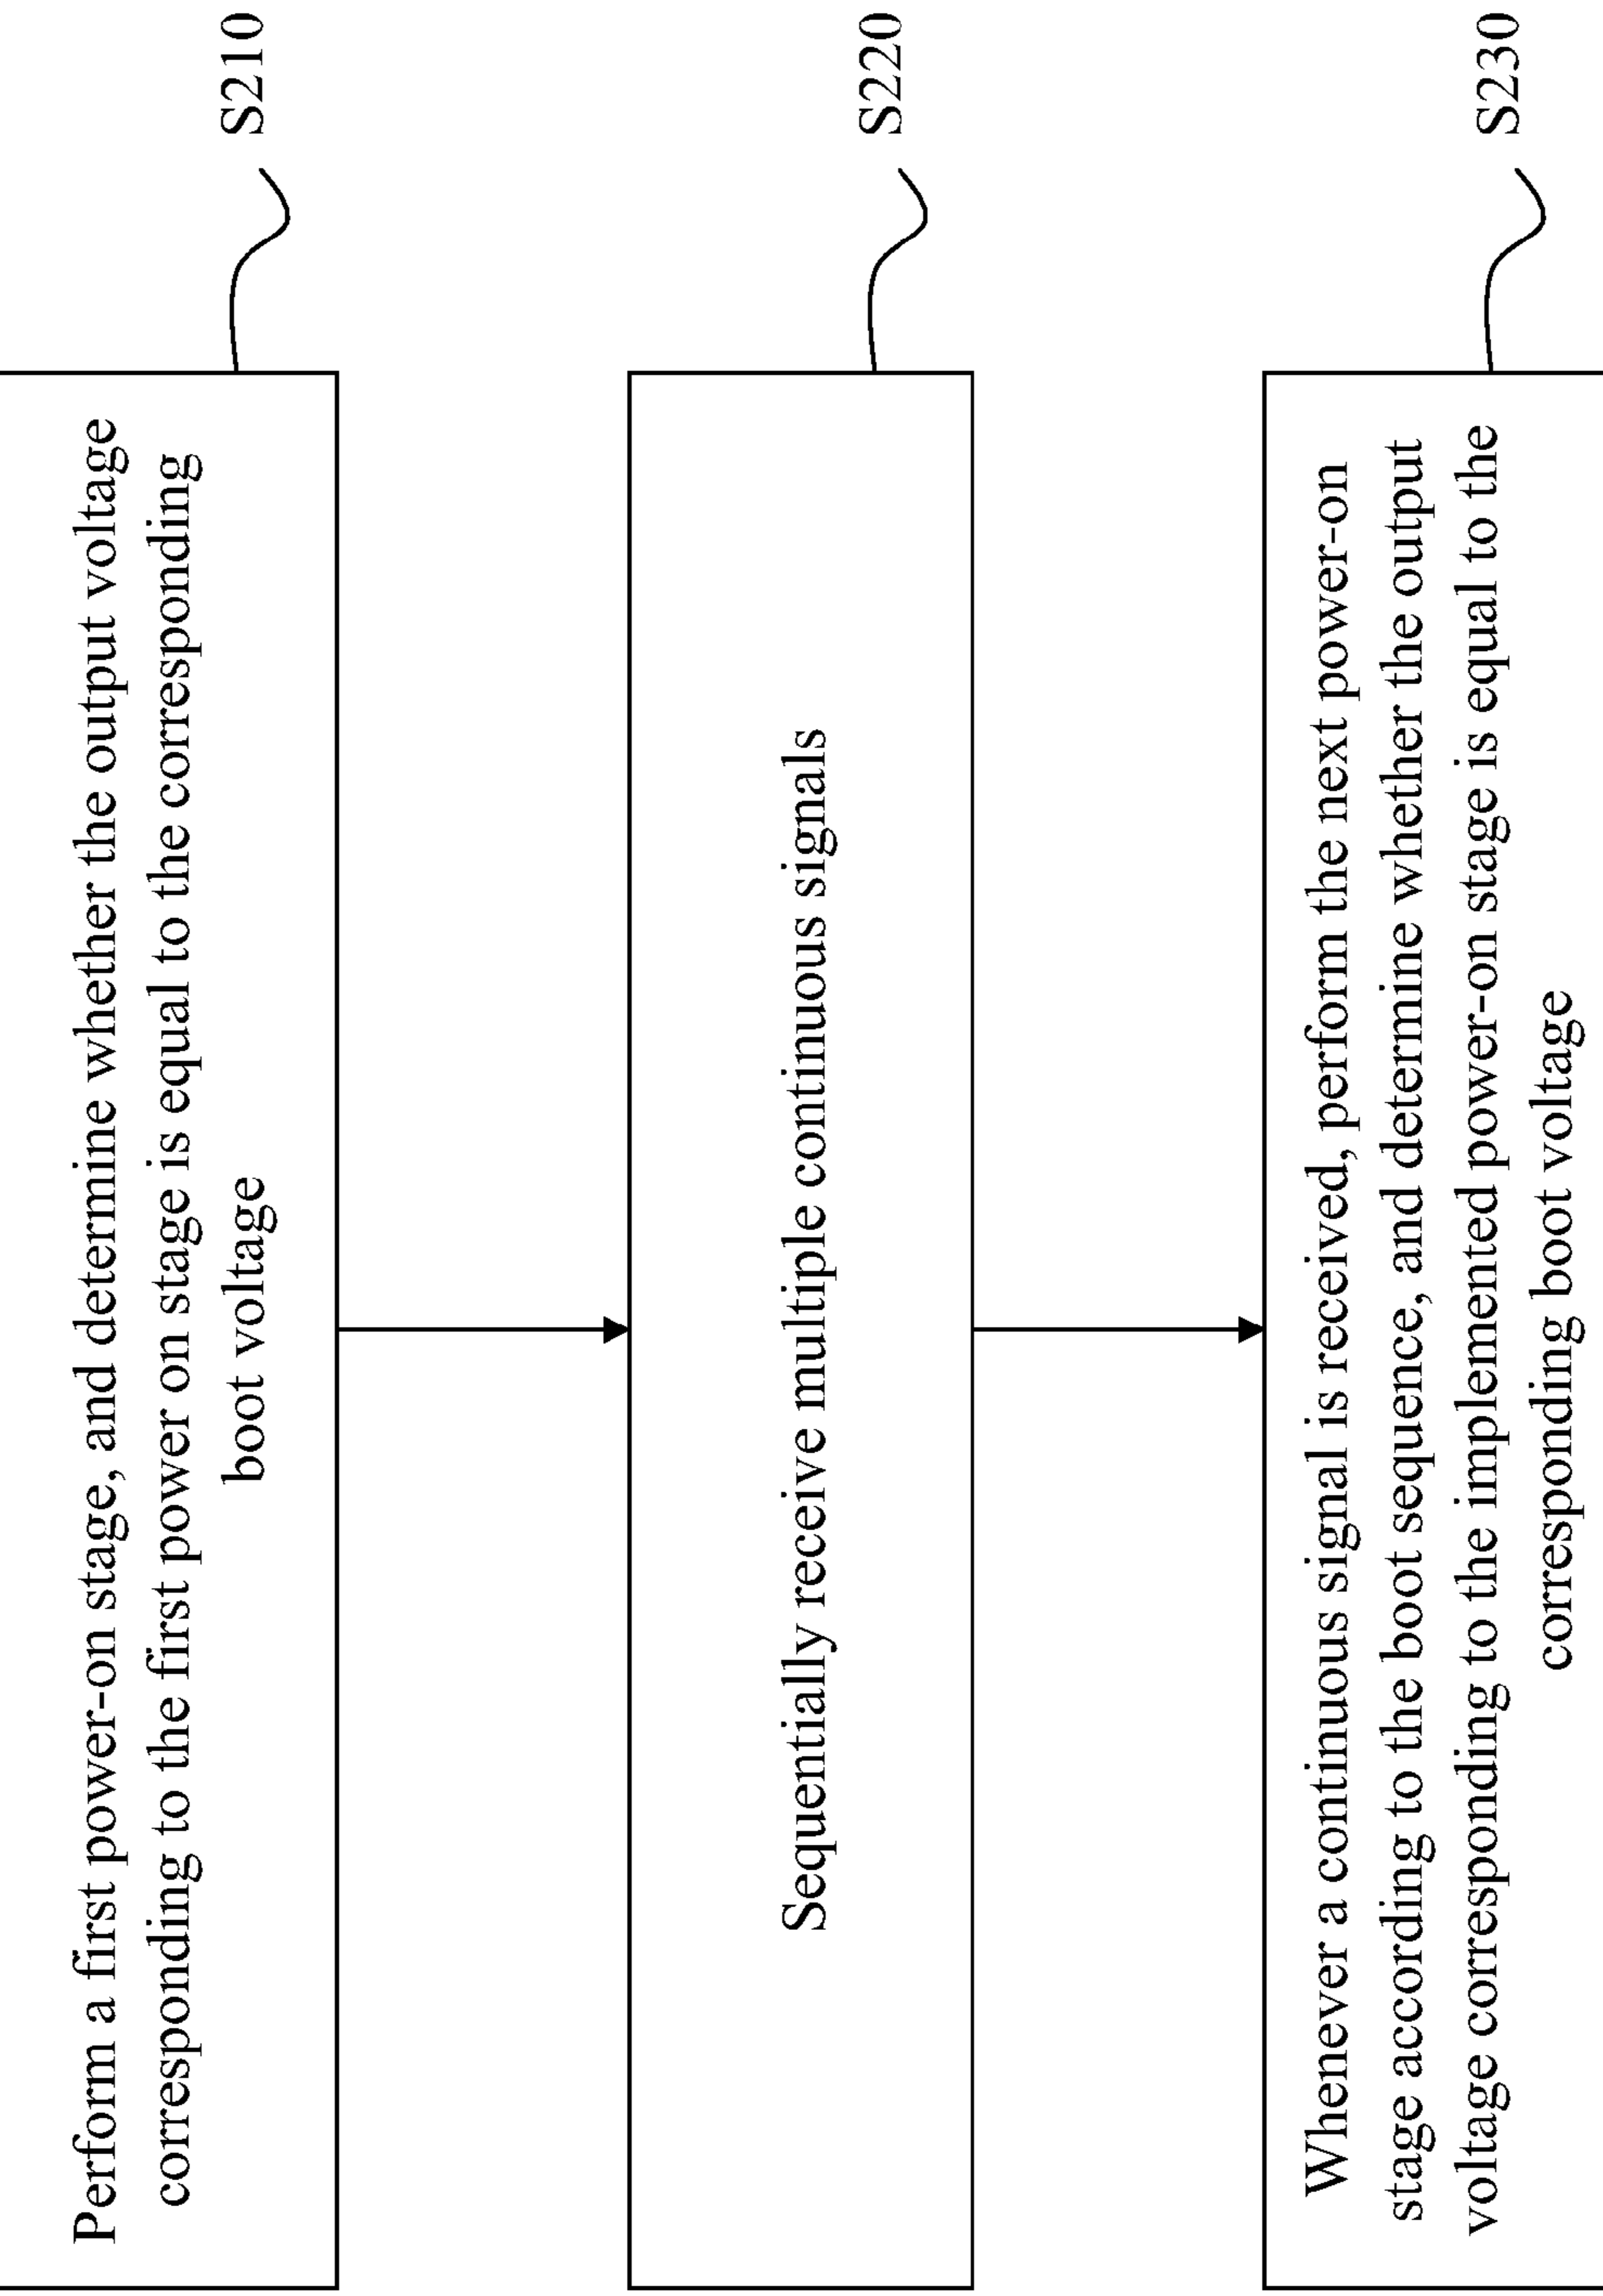 Perform a first power-on stage, and determine whether the output voltage
corresponding to the first power on stage is equal to the corresponding
boot voltage
S210
Sequentially receive multiple continuous signals
S220
Whenever a continuous signal is received, perform the next power-on
stage according to the boot sequence, and determine whether the output
voltage corresponding to the implemented power-on stage is equal to the
corresponding boot voltage
S230